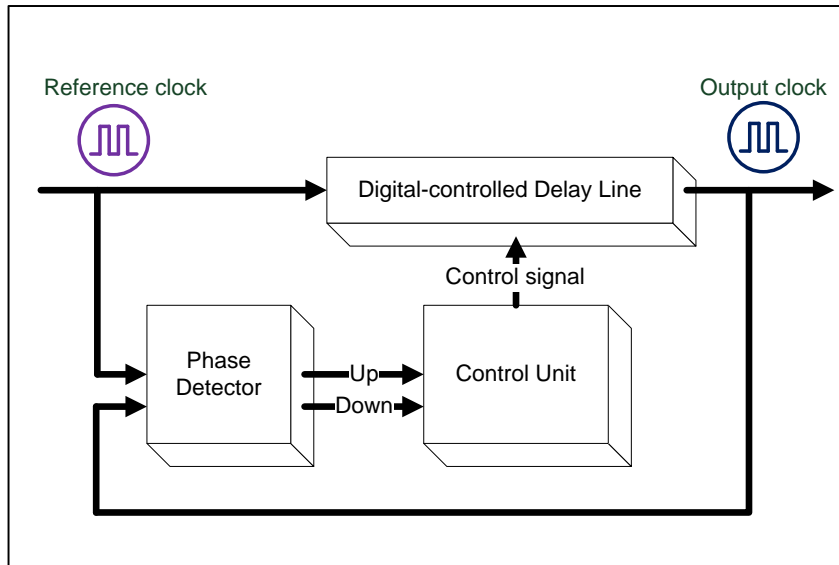 Reference clock
Output clock
Digital-controlled Delay Line
Control signal
Phase
Detector
Up
Down
Control Unit